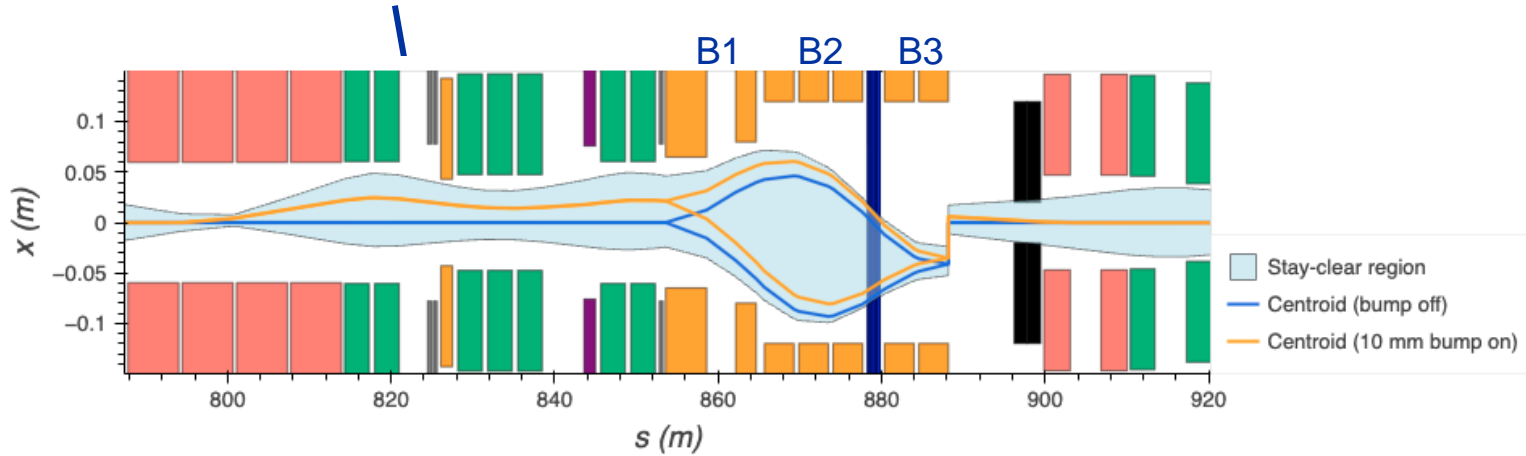 B1 B2 B3
0.1
0.05
0
−0.05
−0.1
x (m)
800 820 840 860 880 900 920
s (m)
Stay-clear region
Centroid (bump off)
Centroid (10 mm bump on)